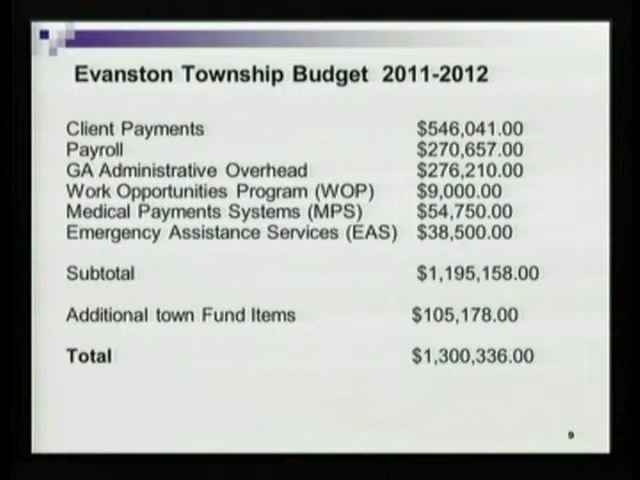 Evanston Township Budget 2011-2012
Client Payments $546,041.00
Payroll $270,657.00
GA Administrative Overhead $276,210.00
Work Opportunities Program (WOP) $9,000.00
Medical Payments Systems (MPS) $54,750.00
Emergency Assistance Services (EAS) $38,500.00
Subtotal $1,195,158.00
Additional town Fund Items $105,178.00
Total $1,300,336.00
9